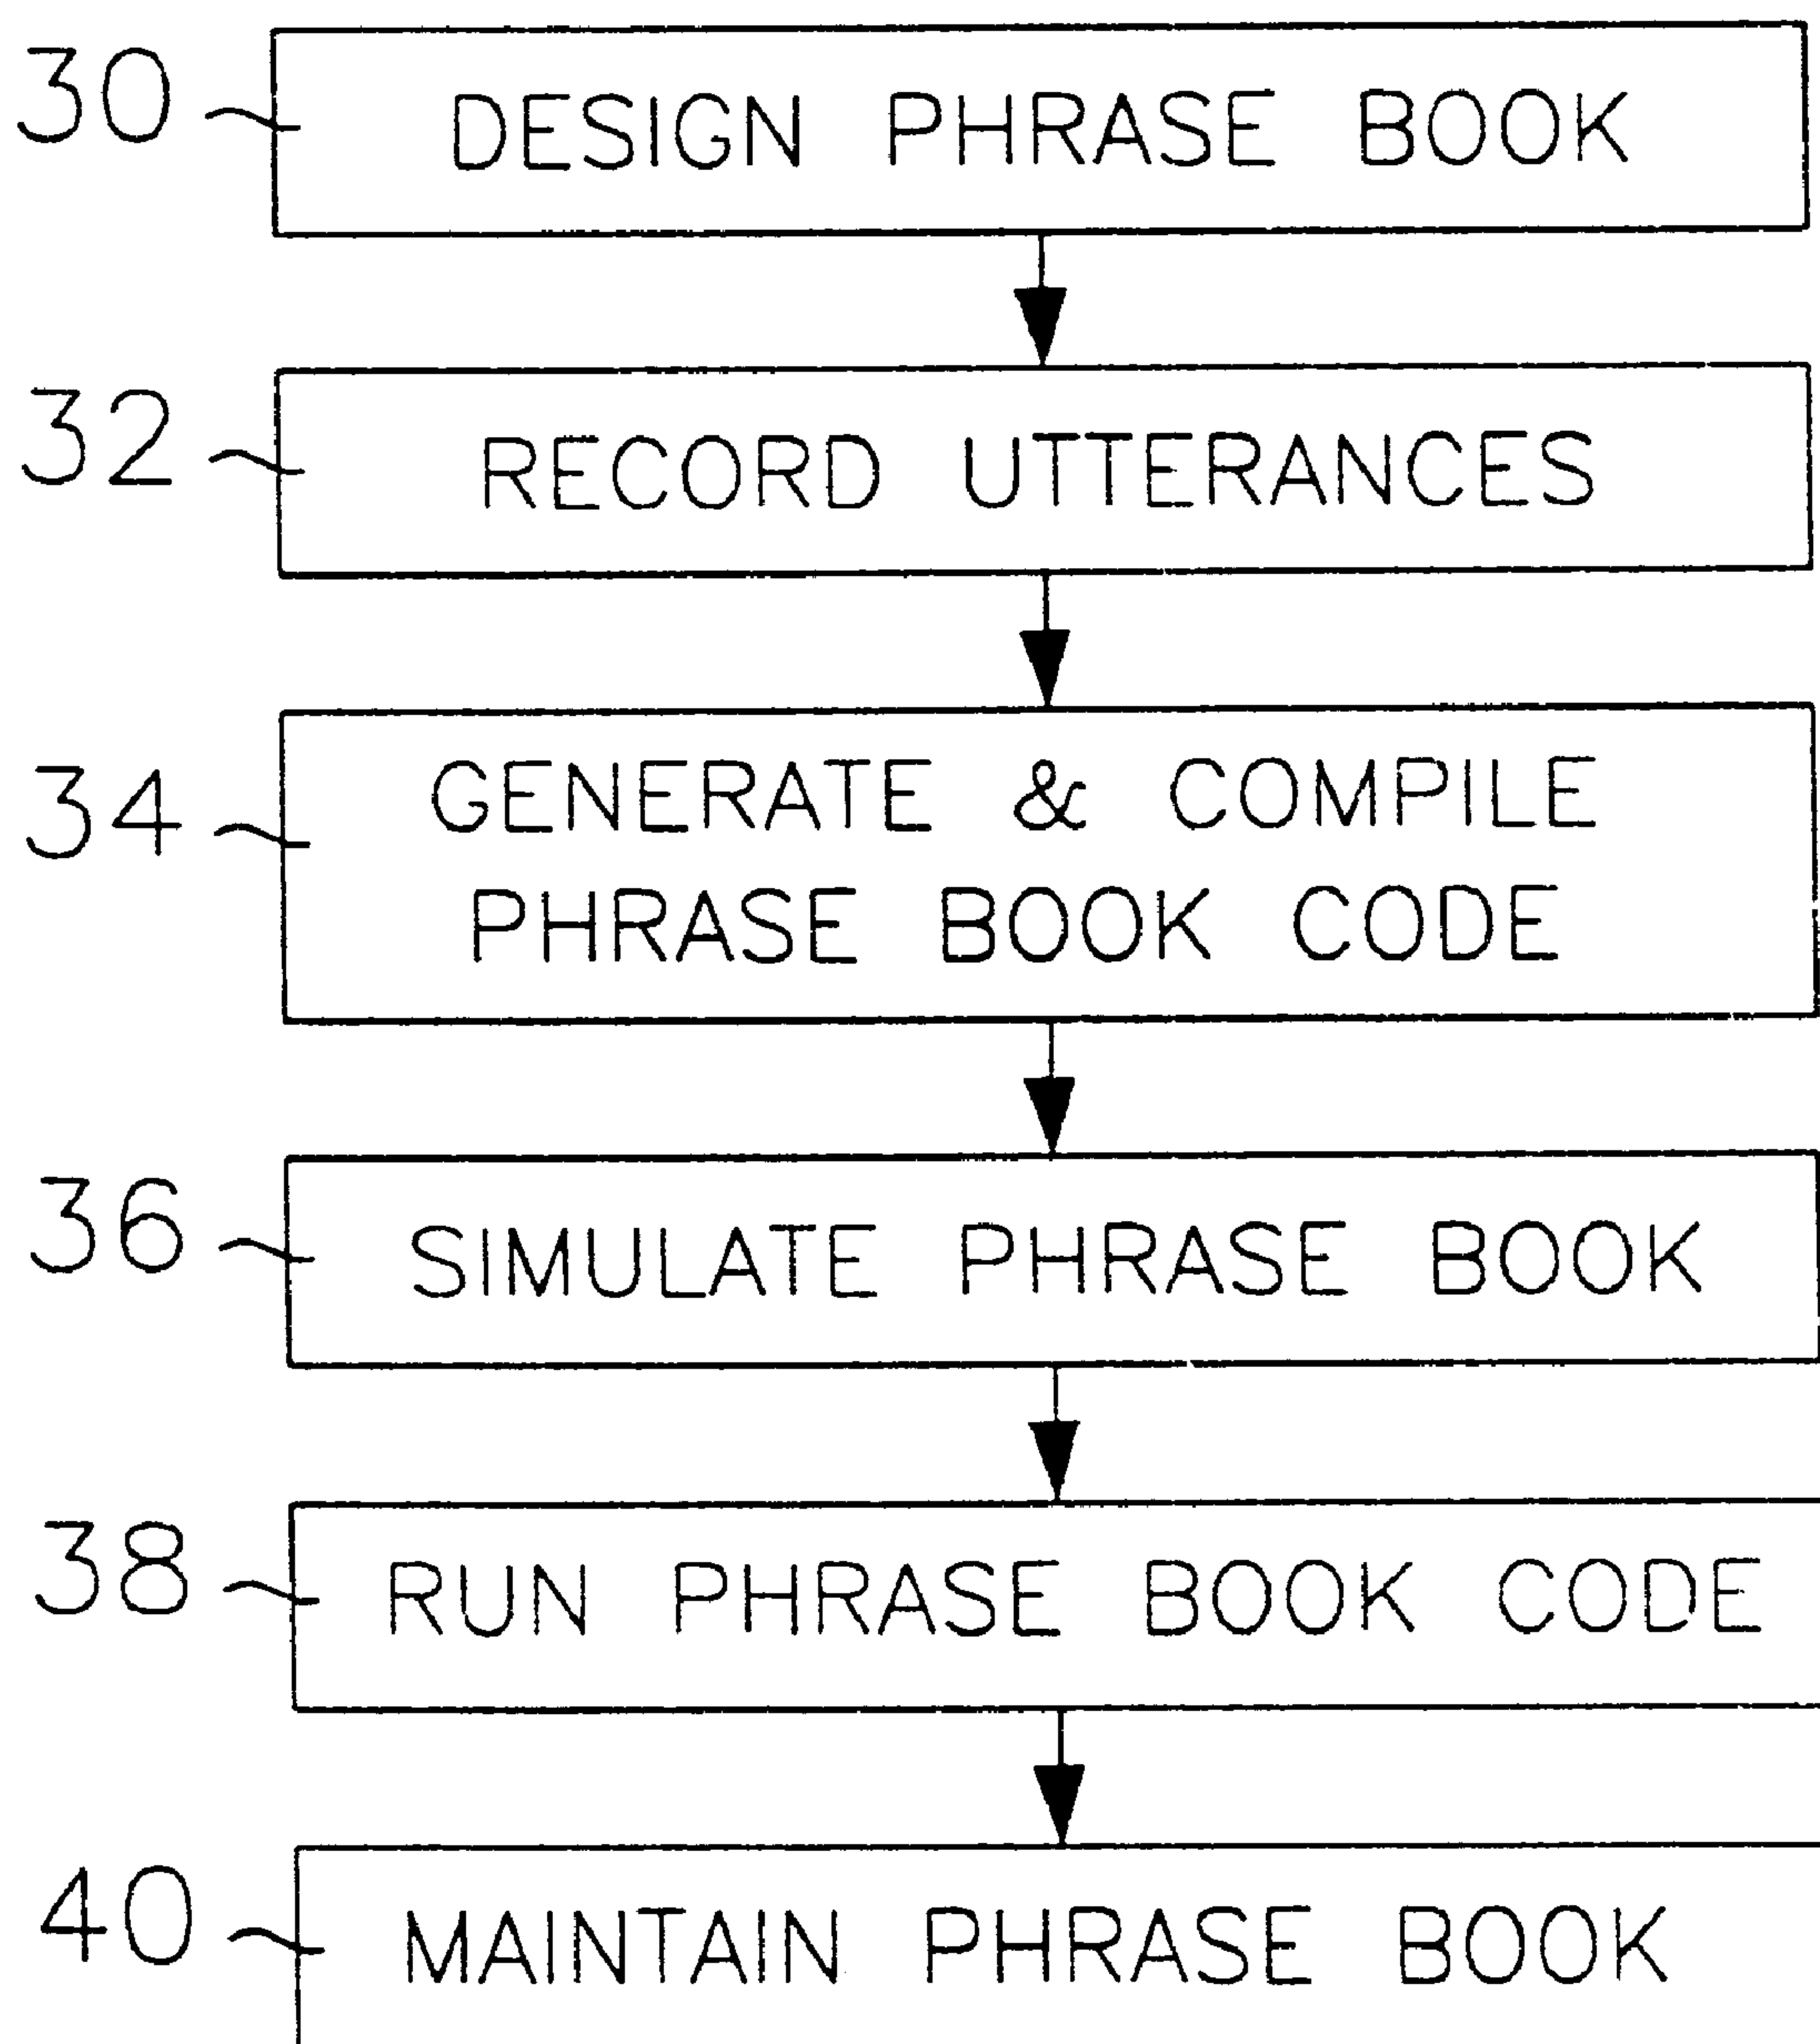 30 DESIGN PHRASE BOOK
32 RECORD UTTERANCES
34 GENERATE & COMPILE
PHRASE BOOK CODE
36 SIMULATE PHRASE BOOK
38 RUN PHRASE BOOK CODE
40 MAINTAIN PHRASE BOOK